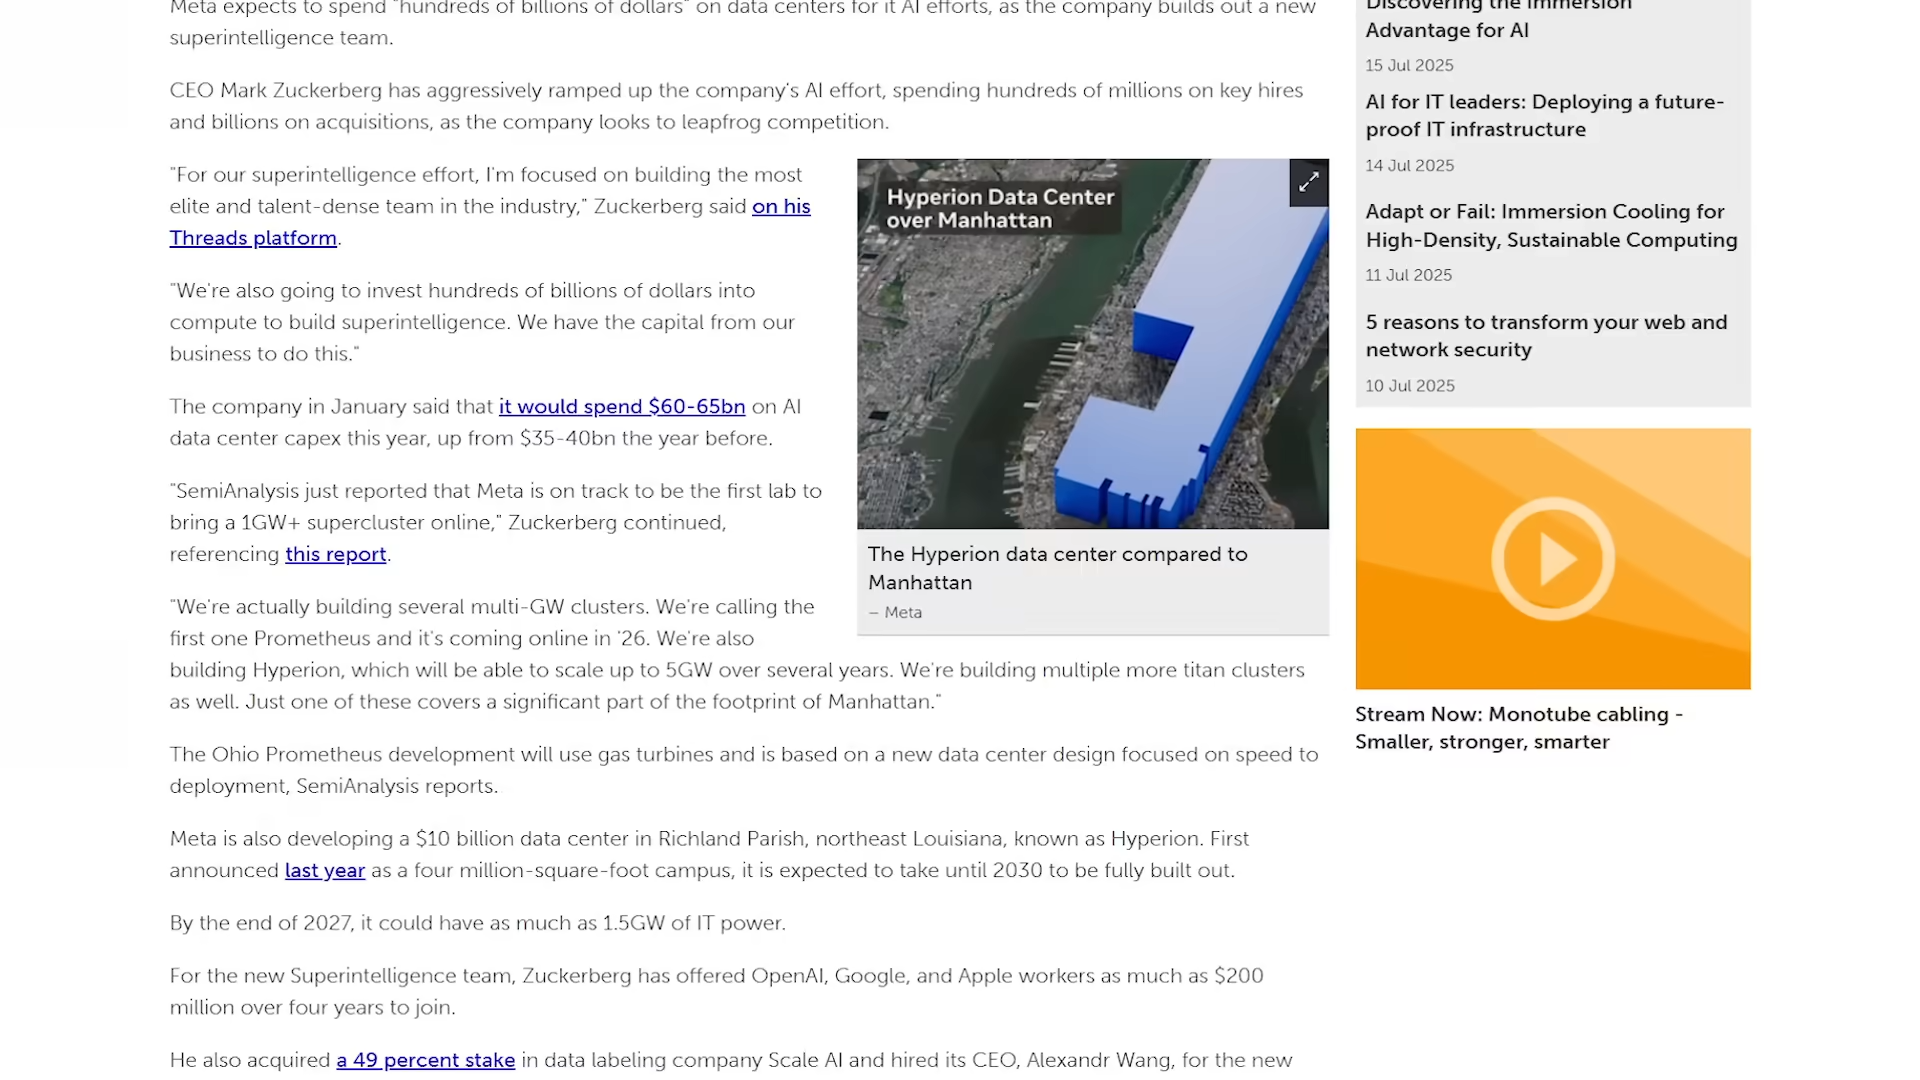 Meta expects to spend "hundreds of billions of dollars" on data centers for it AI efforts, as the company builds out a new
superintelligence team.
CEO Mark Zuckerberg has aggressively ramped up the company's AI effort, spending hundreds of millions on key hires
and billions on acquisitions, as the company looks to leapfrog competition.
"For our superintelligence effort, I'm focused on building the most
elite and talent-dense team in the industry," Zuckerberg said on his
Threads platform.
"We're also going to invest hundreds of billions of dollars into
compute to build superintelligence. We have the capital from our
business to do this."
The company in January said that it would spend $60-65bn on AI
data center capex this year, up from $35-40bn the year before.
"SemiAnalysis just reported that Meta is on track to be the first lab to
bring a 1GW+ supercluster online," Zuckerberg continued,
referencing this report.
"We're actually building several multi-GW clusters. We're calling the
first one Prometheus and it's coming online in '26. We're also
building Hyperion, which will be able to scale up to 5GW over several years. We're building multiple more titan clusters
as well. Just one of these covers a significant part of the footprint of Manhattan."
Hyperion Data Center
over Manhattan
The Hyperion data center compared to
Manhattan
– Meta
The Ohio Prometheus development will use gas turbines and is based on a new data center design focused on speed to
deployment, SemiAnalysis reports.
Meta is also developing a $10 billion data center in Richland Parish, northeast Louisiana, known as Hyperion. First
announced last year as a four million-square-foot campus, it is expected to take until 2030 to be fully built out.
By the end of 2027, it could have as much as 1.5GW of IT power.
For the new Superintelligence team, Zuckerberg has offered OpenAI, Google, and Apple workers as much as $200
million over four years to join.
He also acquired a 49 percent stake in data labeling company Scale AI and hired its CEO, Alexandr Wang, for the new
Discovering the Immersion
Advantage for AI
15 Jul 2025
AI for IT leaders: Deploying a future-
proof IT infrastructure
14 Jul 2025
Adapt or Fail: Immersion Cooling for
High-Density, Sustainable Computing
11 Jul 2025
5 reasons to transform your web and
network security
10 Jul 2025
Stream Now: Monotube cabling -
Smaller, stronger, smarter